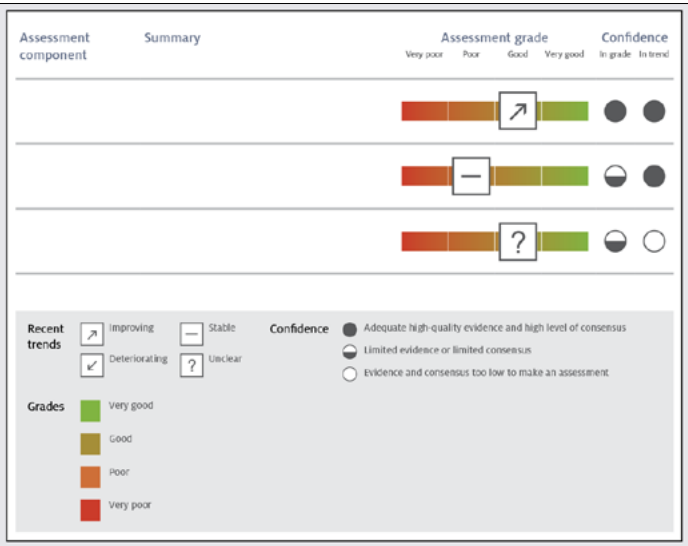 Assessment component Summary Assessment grade Confidence
Very poor Poor Good Very good In grade In trend
?
Recent trends Improving Stable Confidence Adequate high-quality evidence and high level of consensus
Limited evidence or limited consensus
Deteriorating ? Unclear
Evidence and consensus too low to make an assessment
Grades Very good
Good
Poor
Very poor